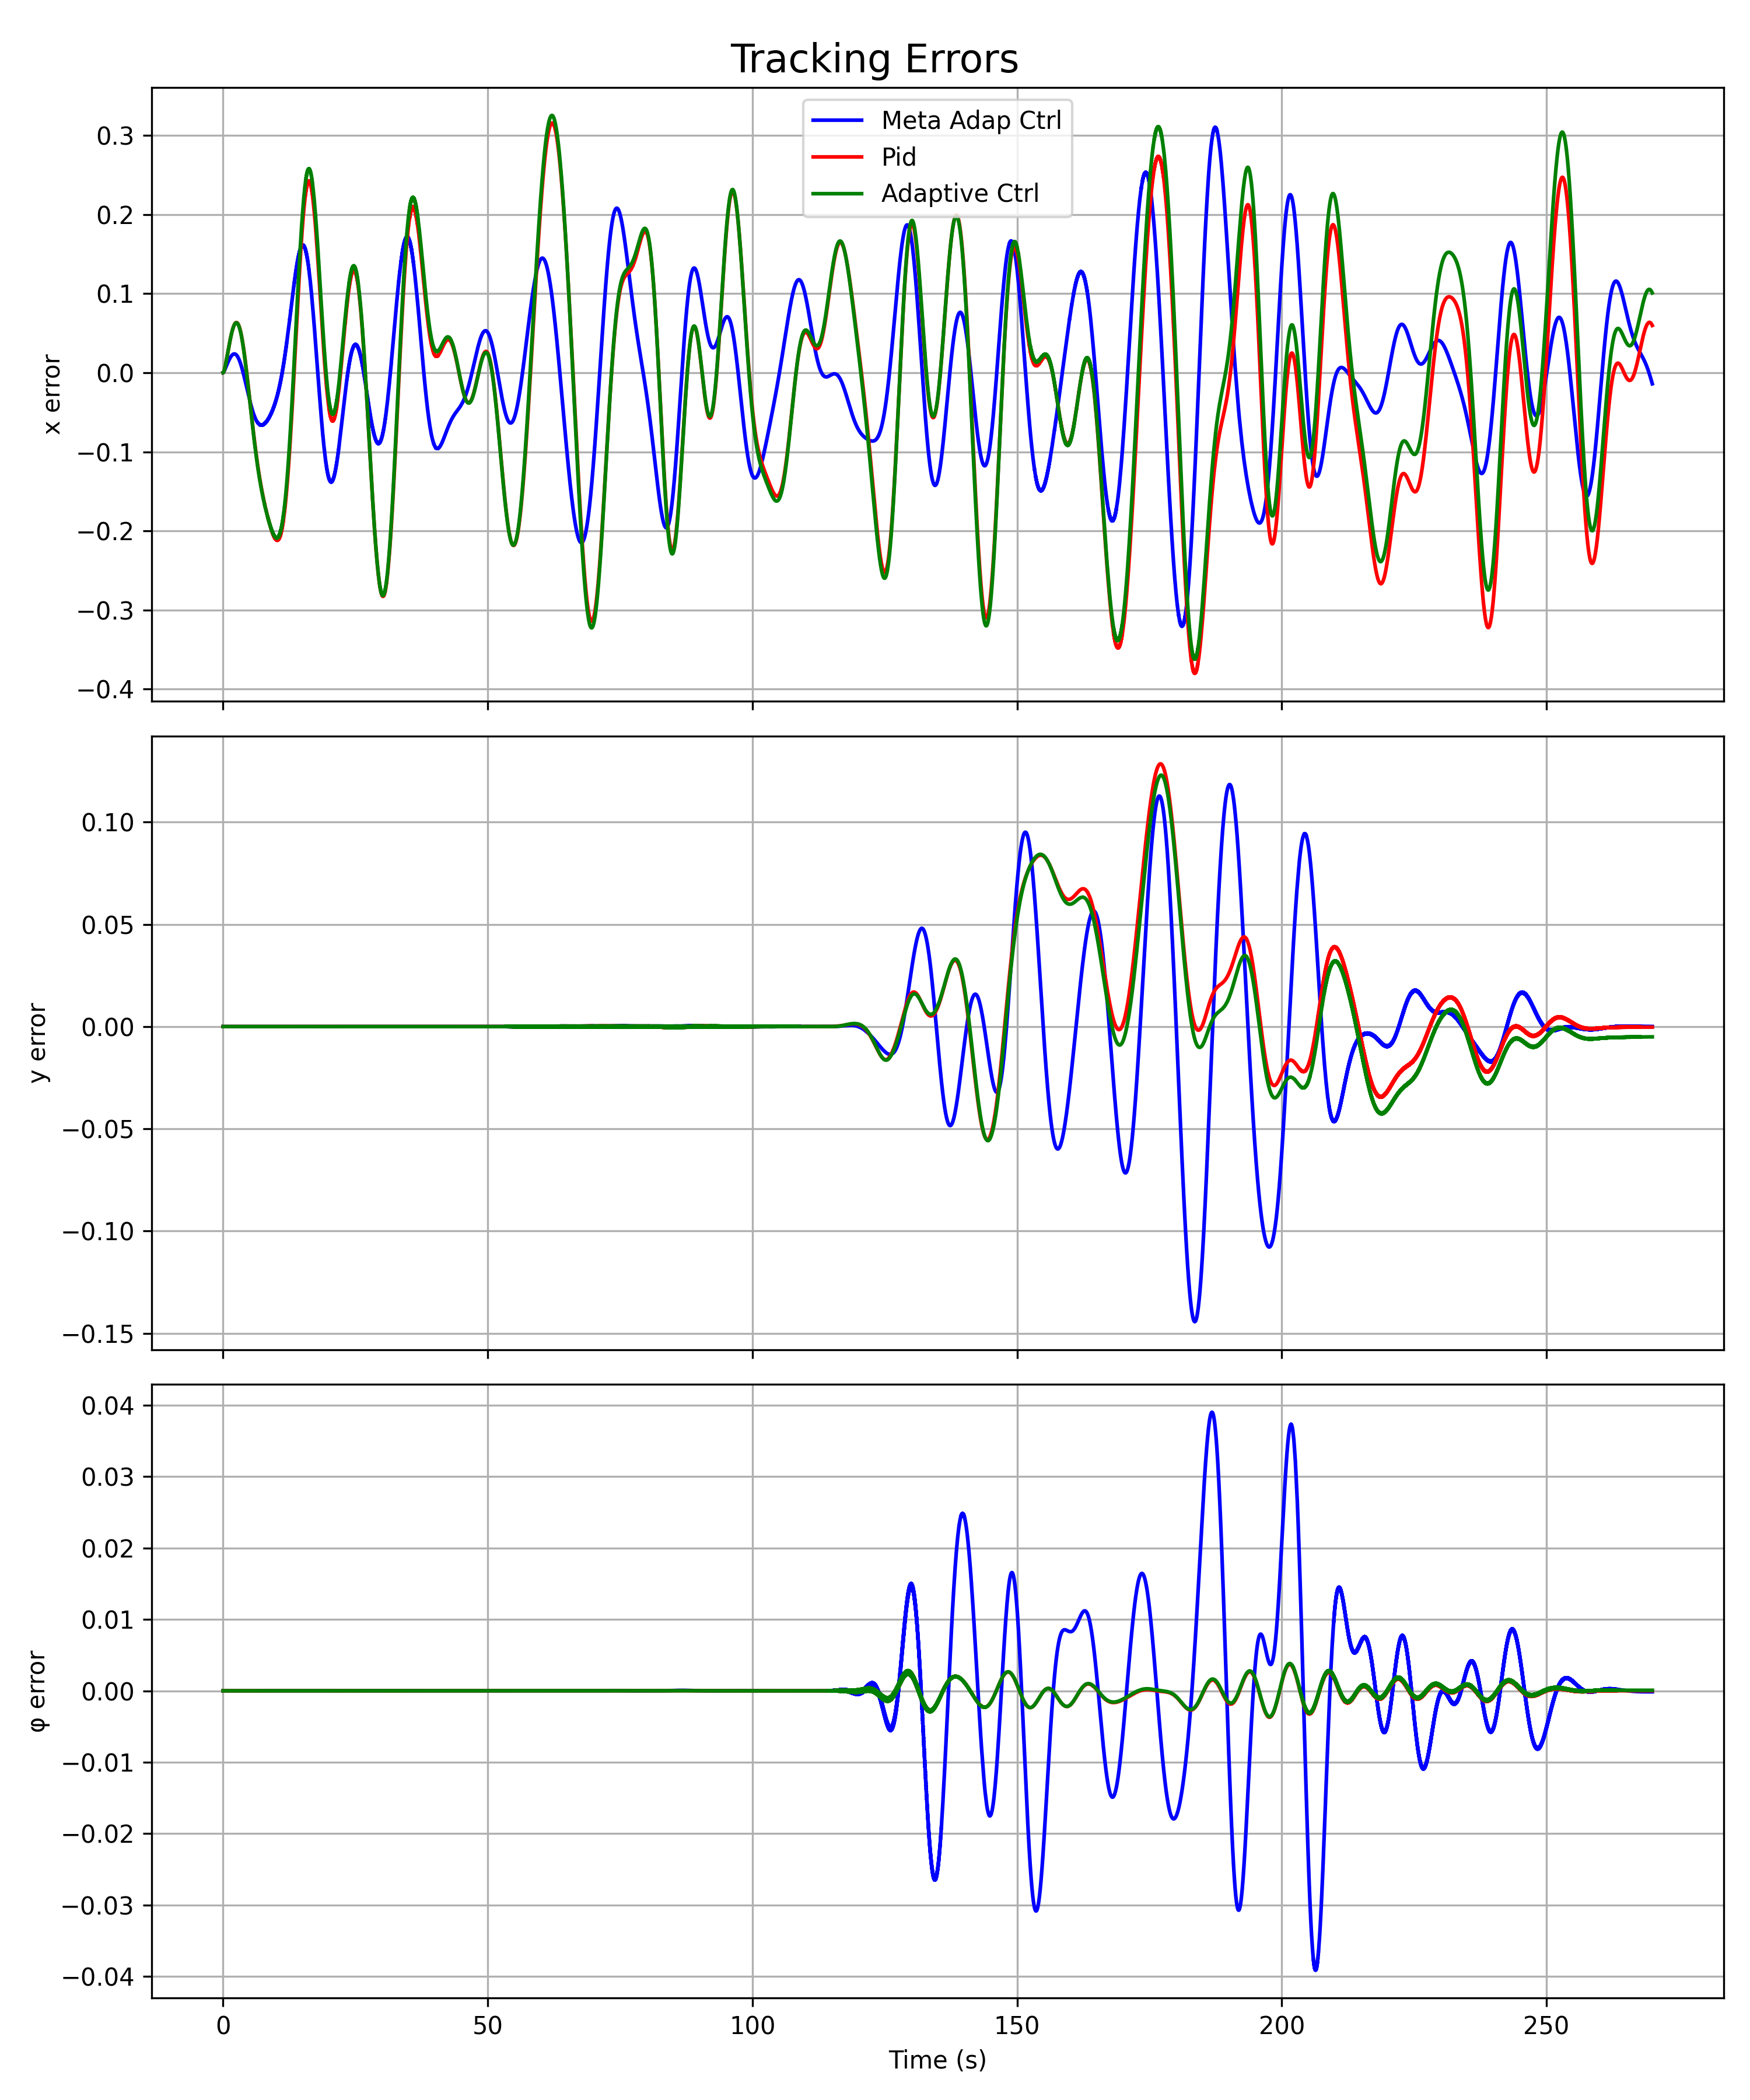 Tracking Errors
Meta Adap Ctrl
Pid
Adaptive Ctrl
x error
0.3
0.2
0.1
0.0
−0.1
−0.2
−0.3
−0.4
y error
0.10
0.05
0.00
−0.05
−0.10
−0.15
φ error
0.04
0.03
0.02
0.01
0.00
−0.01
−0.02
−0.03
−0.04
0 50 100 150 200 250
Time (s)